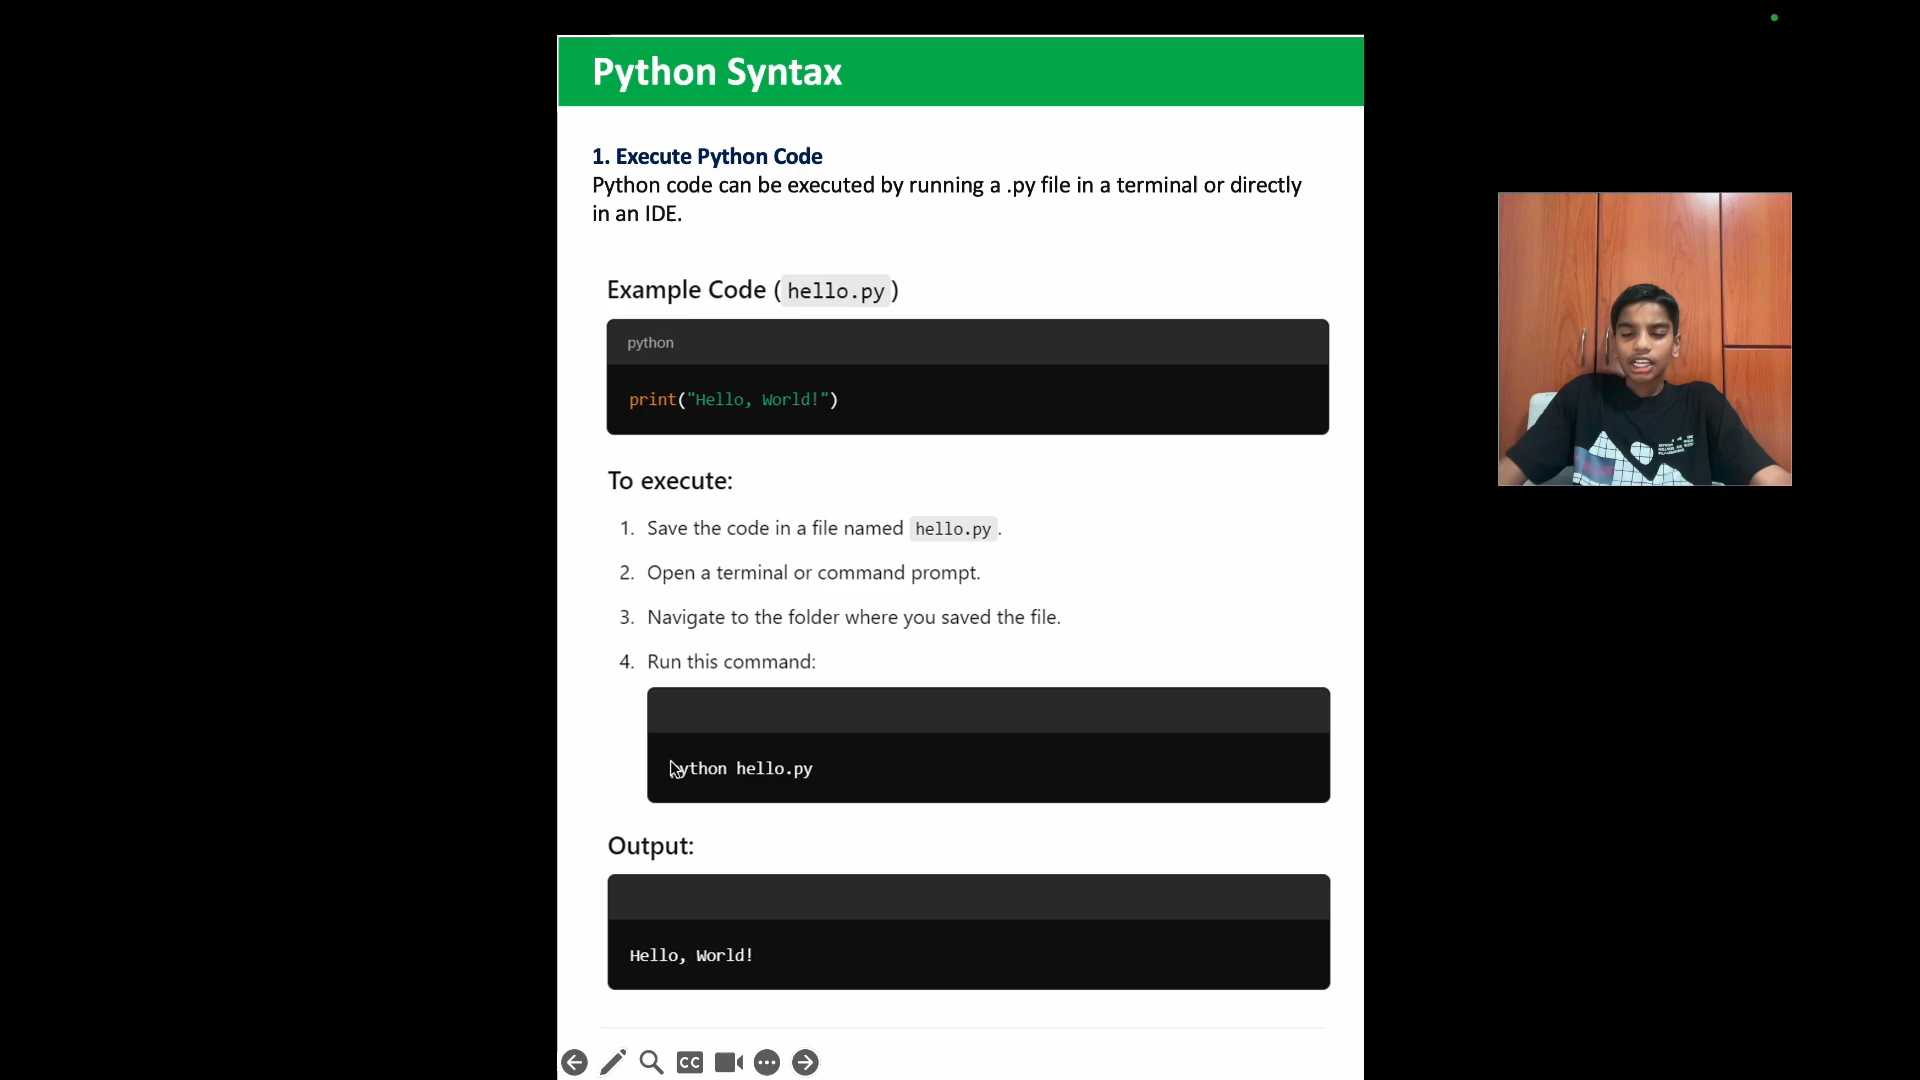 Python Syntax
1. Execute Python Code
Python code can be executed by running a .py file in a terminal or directly
in an IDE.
Example Code (hello.py)
python
print("Hello, World!")
To execute:
1. Save the code in a file named hello.py.
2. Open a terminal or command prompt.
3. Navigate to the folder where you saved the file.
4. Run this command:
python hello.py
Output:
Hello, World!
CC